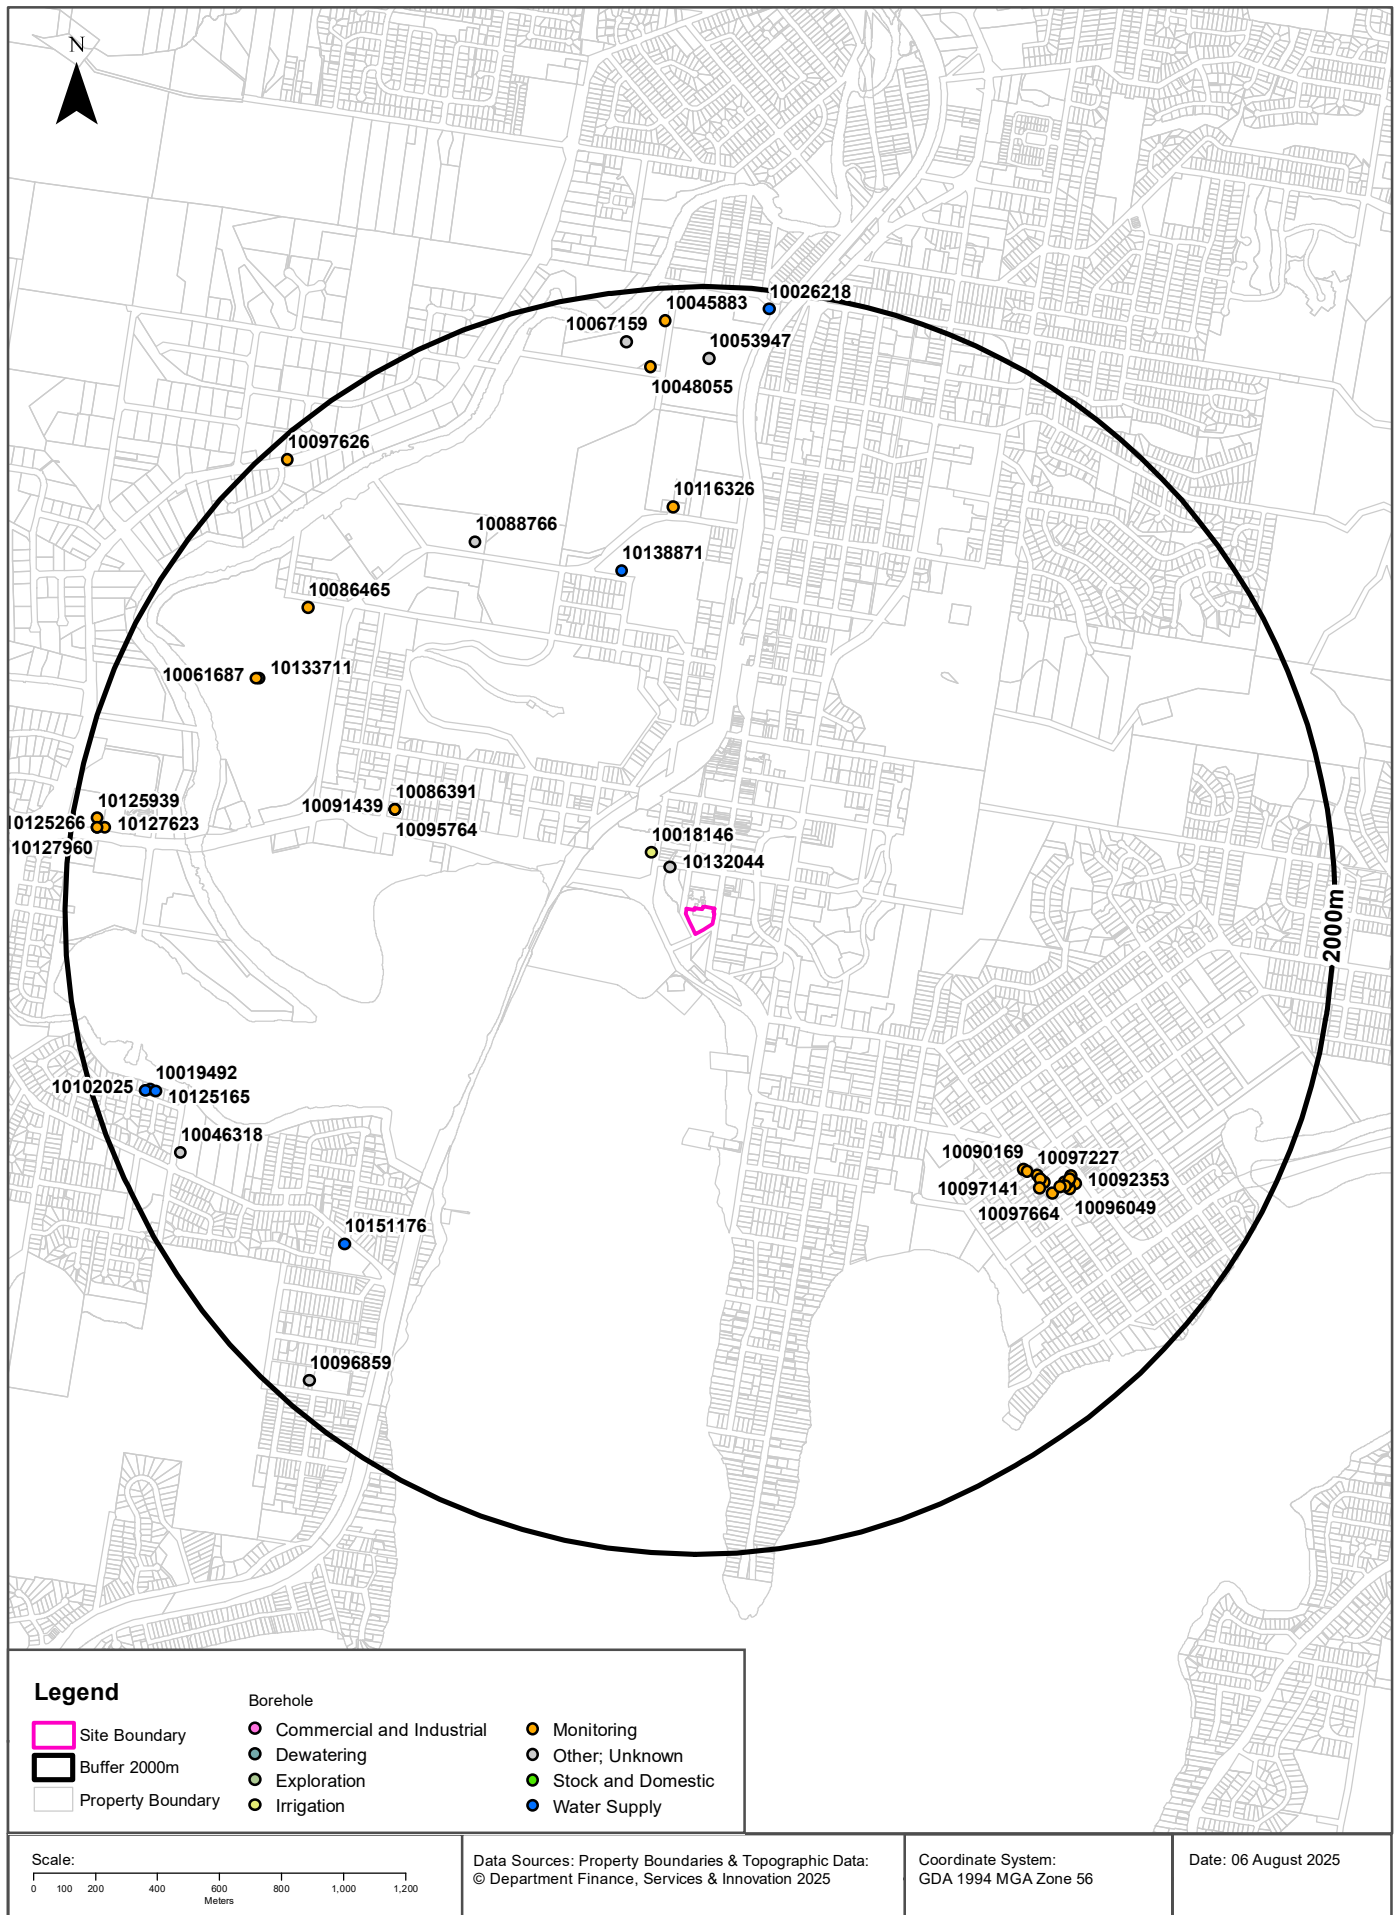 N
10026218
10045883
10067159
10053947
10048055
10097626
10116326
10088766
10138871
10086465
10061687
10133711
10125939
10086391
10091439
10125266
10127623
10095764
10127960
10018146
10132044
2000m
10019492
10102025
10125165
10046318
10090169
10097227
10092353
10097141
10096049
10097664
10151176
10096859
Legend
Site Boundary
Buffer 2000m
Property Boundary
Borehole
Commercial and Industrial
Dewatering
Exploration
Irrigation
Monitoring
Other; Unknown
Stock and Domestic
Water Supply
Scale:
0 100 200 400 600 800 1,000 1,200
Meters
Data Sources: Property Boundaries & Topographic Data:
© Department Finance, Services & Innovation 2025
Coordinate System:
GDA 1994 MGA Zone 56
Date: 06 August 2025